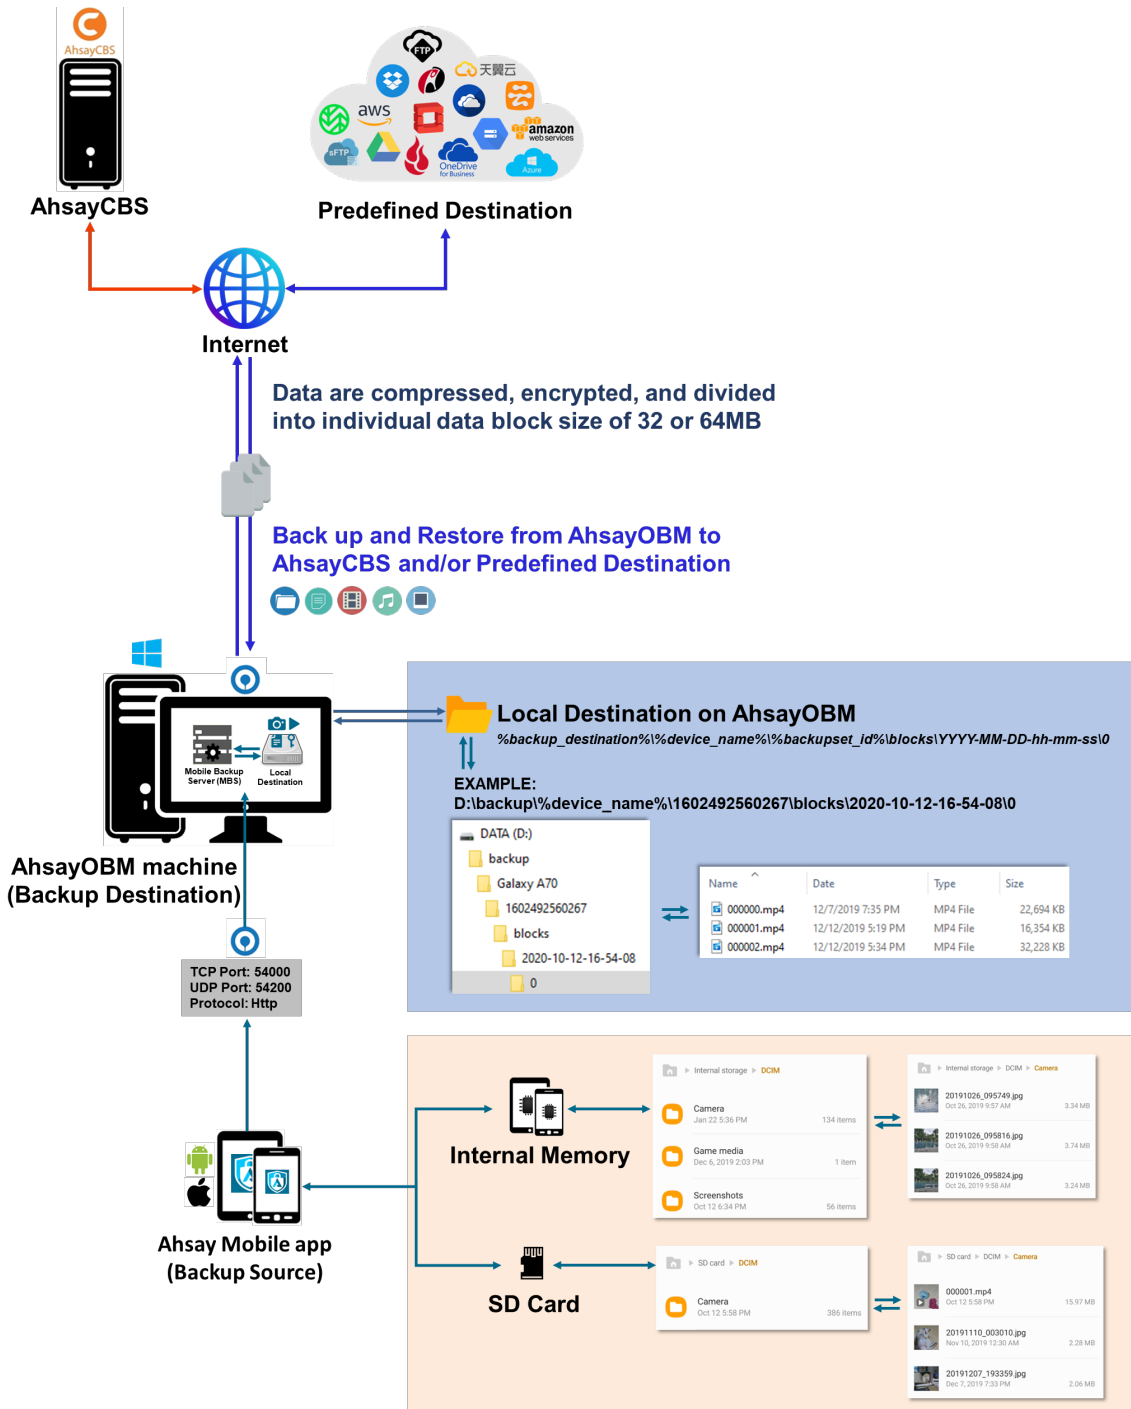 AhsayCBS
AhsayCBS
FTP
天翼云
aws
amazon
web services
sFTP
OneDrive
for Business
Azure
Predefined Destination
Internet
Data are compressed, encrypted, and divided
into individual data block size of 32 or 64MB
Back up and Restore from AhsayOBM to
AhsayCBS and/or Predefined Destination
Mobile Backup
Server (MBS)
Local
Destination
AhsayOBM machine
(Backup Destination)
Local Destination on AhsayOBM
%backup_destination%\%device_name%\%backupset_id%\blocks\YYYY-MM-DD-hh-mm-ss\0
EXAMPLE:
D:\backup\%device_name%\1602492560267\blocks\2020-10-12-16-54-08\0
DATA (D:)
backup
Galaxy A70
1602492560267
blocks
2020-10-12-16-54-08
0
Name Date Type Size
000000.mp4 12/7/2019 7:35 PM MP4 File 22,694 KB
000001.mp4 12/12/2019 5:19 PM MP4 File 16,354 KB
000002.mp4 12/12/2019 5:34 PM MP4 File 32,228 KB
TCP Port: 54000
UDP Port: 54200
Protocol: Http
Ahsay Mobile app
(Backup Source)
Internal Memory
Internal storage DCIM
Camera
Jan 22 5:36 PM 134 items
Game media
Dec 6, 2019 2:03 PM 1 item
Screenshots
Oct 12 6:34 PM 56 items
Internal storage DCIM Camera
20191026_095749.jpg
Oct 26, 2019 9:57 AM 3.34 MB
20191026_095816.jpg
Oct 26, 2019 9:58 AM 3.74 MB
20191026_095824.jpg
Oct 26, 2019 9:58 AM 3.24 MB
SD Card
SD card DCIM
Camera
Oct 12 5:58 PM 386 items
SD card DCIM Camera
000001.mp4
Oct 12 5:58 PM 15.97 MB
20191110_003010.jpg
Nov 10, 2019 12:30 AM 2.28 MB
20191207_193359.jpg
Dec 7, 2019 7:33 PM 2.06 MB